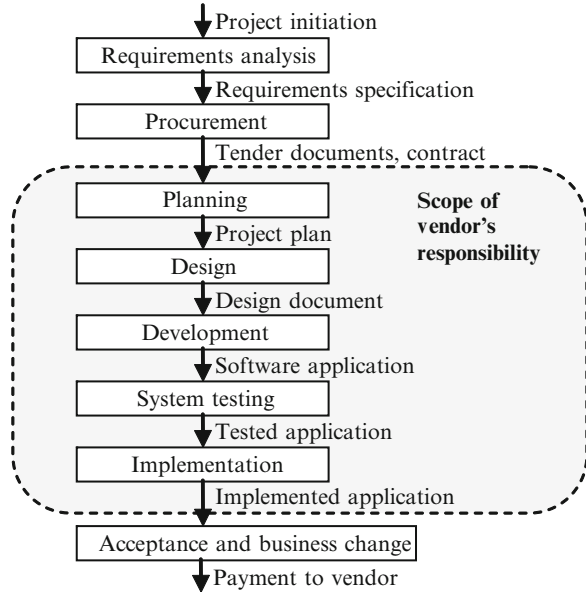 Project initiation
Requirements analysis
Requirements specification
Procurement
Tender documents, contract
Planning
Scope of
vendor's
responsibility
Project plan
Design
Design document
Development
Software application
System testing
Tested application
Implementation
Implemented application
Acceptance and business change
Payment to vendor